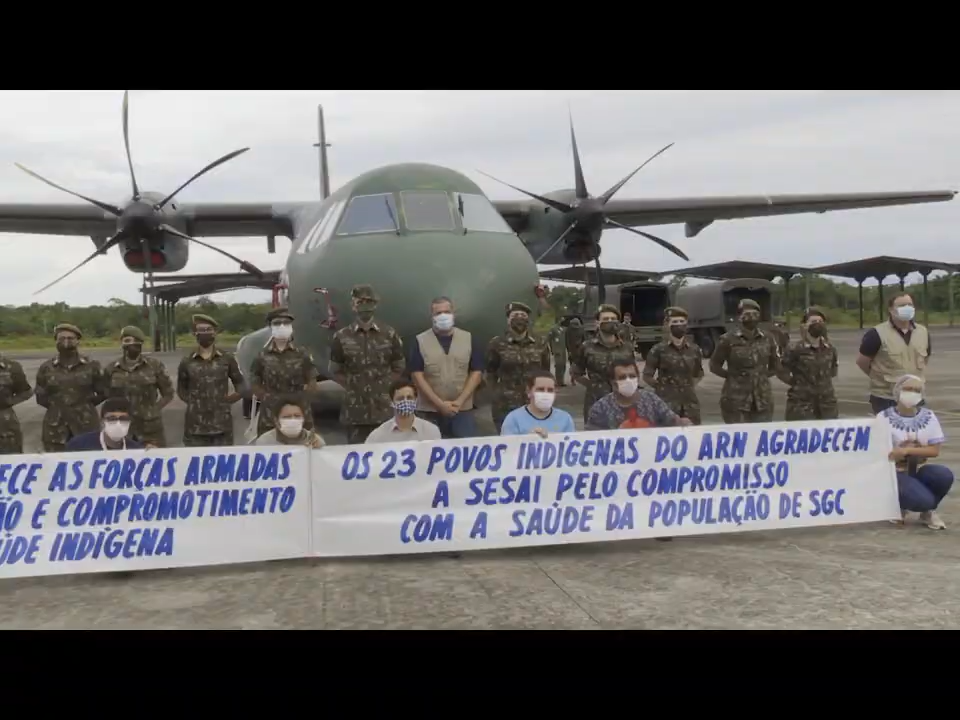 ECE AS FORÇAS ARMADAS
ÃO E COMPROMOTIMENTO
ÚDE INDÍGENA
OS 23 POVOS INDÍGENAS DO ARN AGRADECEM
A SESAI PELO COMPROMISSO
COM A SAÚDE DA POPULAÇÃO DE SGC